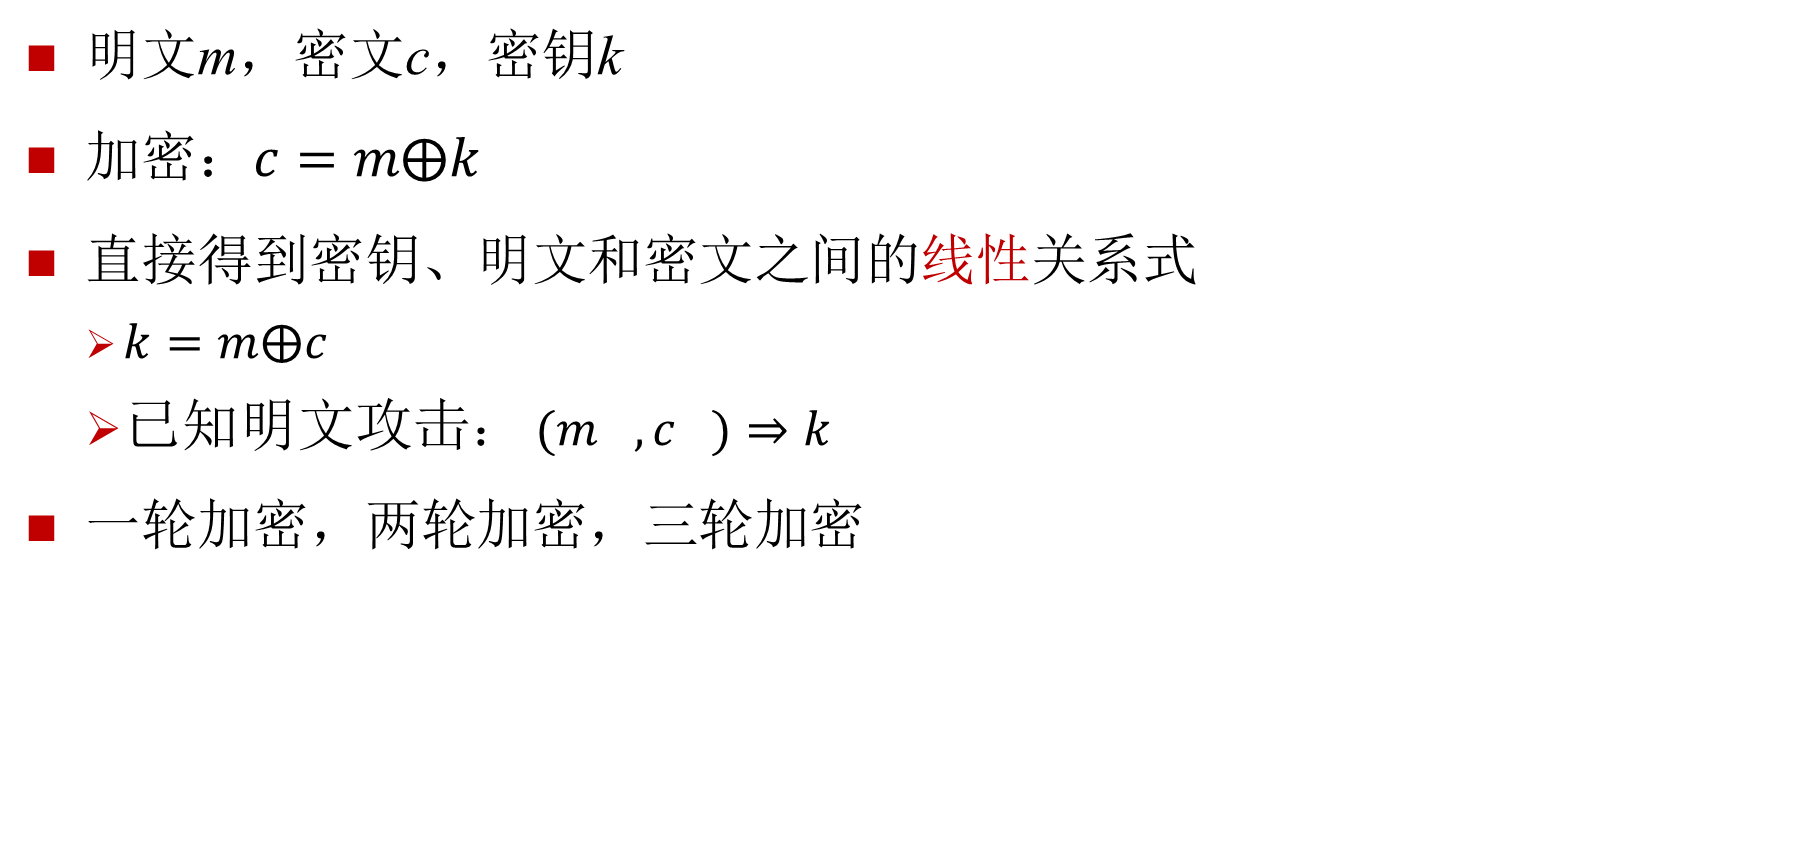 ■ 明文m，密文c，密钥k
■ 加密：c = m⊕k
■ 直接得到密钥、明文和密文之间的线性关系式
➢ k = m⊕c
➢ 已知明文攻击：(m ,c ) ⇒ k
■ 一轮加密，两轮加密，三轮加密